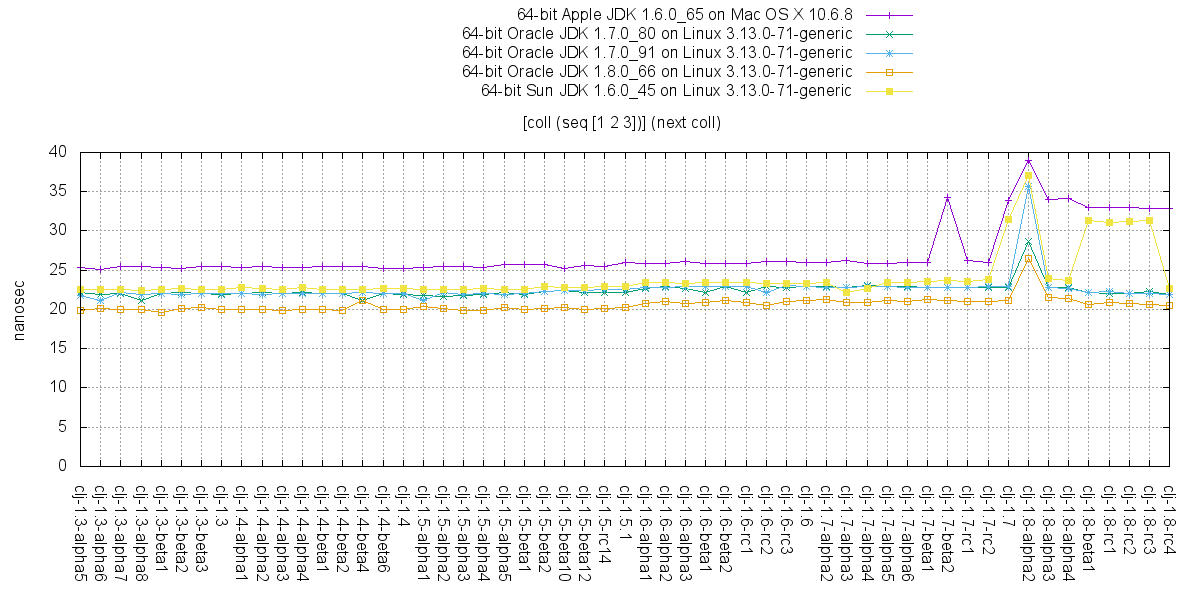 64-bit Apple JDK 1.6.0_65 on Mac OS X 10.6.8
64-bit Oracle JDK 1.7.0_80 on Linux 3.13.0-71-generic
64-bit Oracle JDK 1.7.0_91 on Linux 3.13.0-71-generic
64-bit Oracle JDK 1.8.0_66 on Linux 3.13.0-71-generic
64-bit Sun JDK 1.6.0_45 on Linux 3.13.0-71-generic
[coll (seq [1 2 3])] (next coll)
40
35
30
25
20
15
10
5
0
nanosec
clj-1.3-alpha5
clj-1.3-alpha6
clj-1.3-alpha7
clj-1.3-alpha8
clj-1.3-beta1
clj-1.3-beta2
clj-1.3-beta3
clj-1.3
clj-1.4-alpha1
clj-1.4-alpha2
clj-1.4-alpha3
clj-1.4-alpha4
clj-1.4-beta1
clj-1.4-beta2
clj-1.4-beta4
clj-1.4-beta6
clj-1.4
clj-1.5-alpha1
clj-1.5-alpha2
clj-1.5-alpha3
clj-1.5-alpha4
clj-1.5-alpha5
clj-1.5-beta1
clj-1.5-beta2
clj-1.5-beta10
clj-1.5-beta12
clj-1.5-rc14
clj-1.5.1
clj-1.6-alpha1
clj-1.6-alpha2
clj-1.6-alpha3
clj-1.6-beta1
clj-1.6-beta2
clj-1.6-rc1
clj-1.6-rc2
clj-1.6-rc3
clj-1.6
clj-1.7-alpha2
clj-1.7-alpha3
clj-1.7-alpha4
clj-1.7-alpha5
clj-1.7-alpha6
clj-1.7-beta1
clj-1.7-beta2
clj-1.7-rc1
clj-1.7-rc2
clj-1.7
clj-1.8-alpha2
clj-1.8-alpha3
clj-1.8-alpha4
clj-1.8-beta1
clj-1.8-rc1
clj-1.8-rc2
clj-1.8-rc3
clj-1.8-rc4